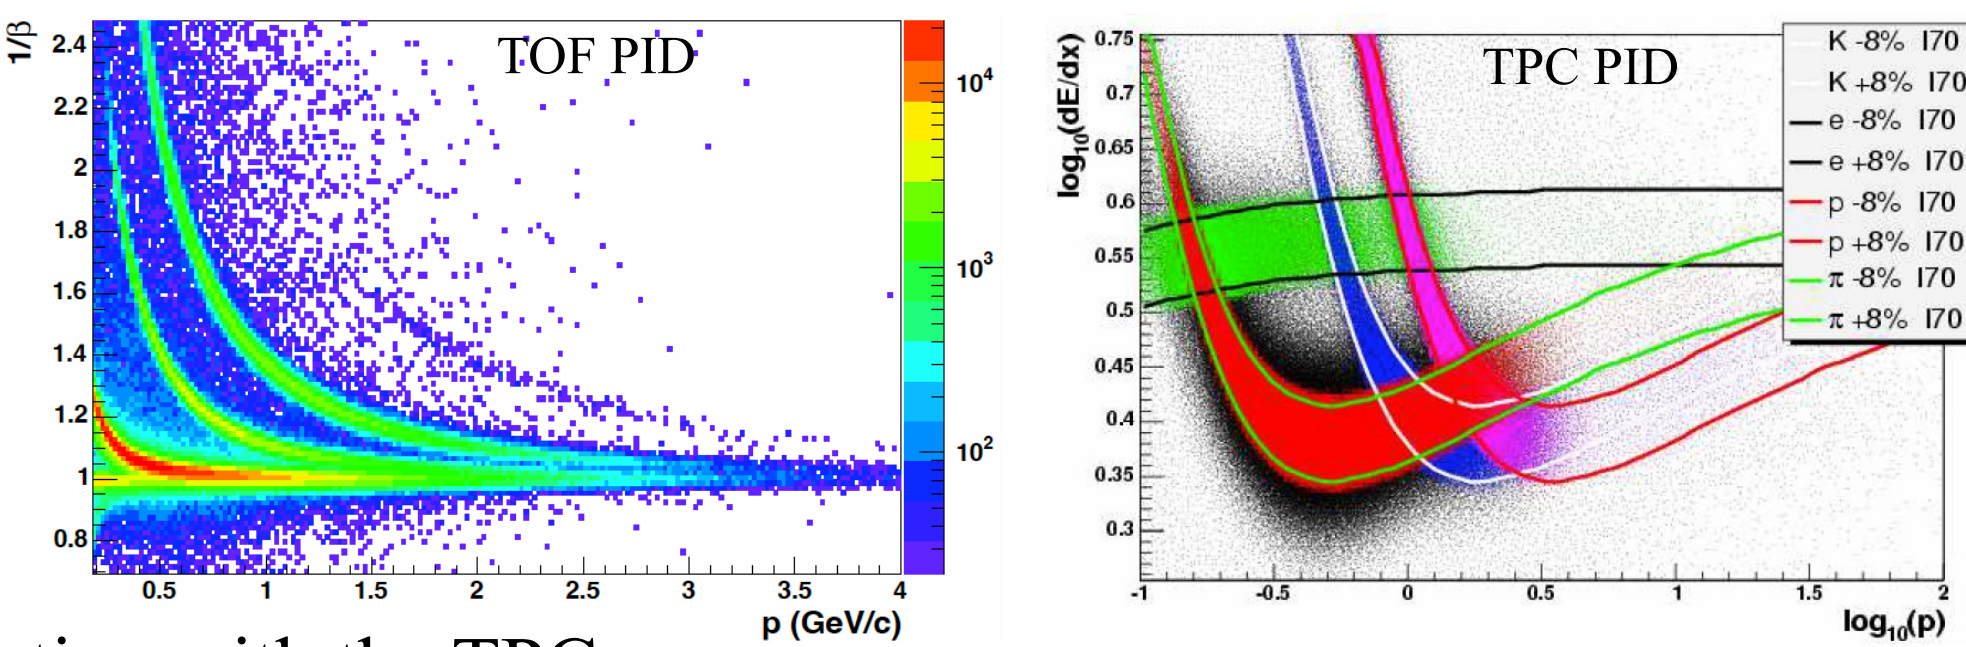 TOF PID
1/β
2.4
2.2
2
1.8
1.6
1.4
1.2
1
0.8
0.5 1 1.5 2 2.5 3 3.5 4
p (GeV/c)
10⁴
10³
10²
TPC PID
log₁₀(dE/dx)
0.75
0.7
0.65
0.6
0.55
0.5
0.45
0.4
0.35
0.3
-1 -0.5 0 0.5 1 1.5 2
log₁₀(p)
K -8% I70
K +8% I70
e -8% I70
e +8% I70
p -8% I70
p +8% I70
π -8% I70
π +8% I70